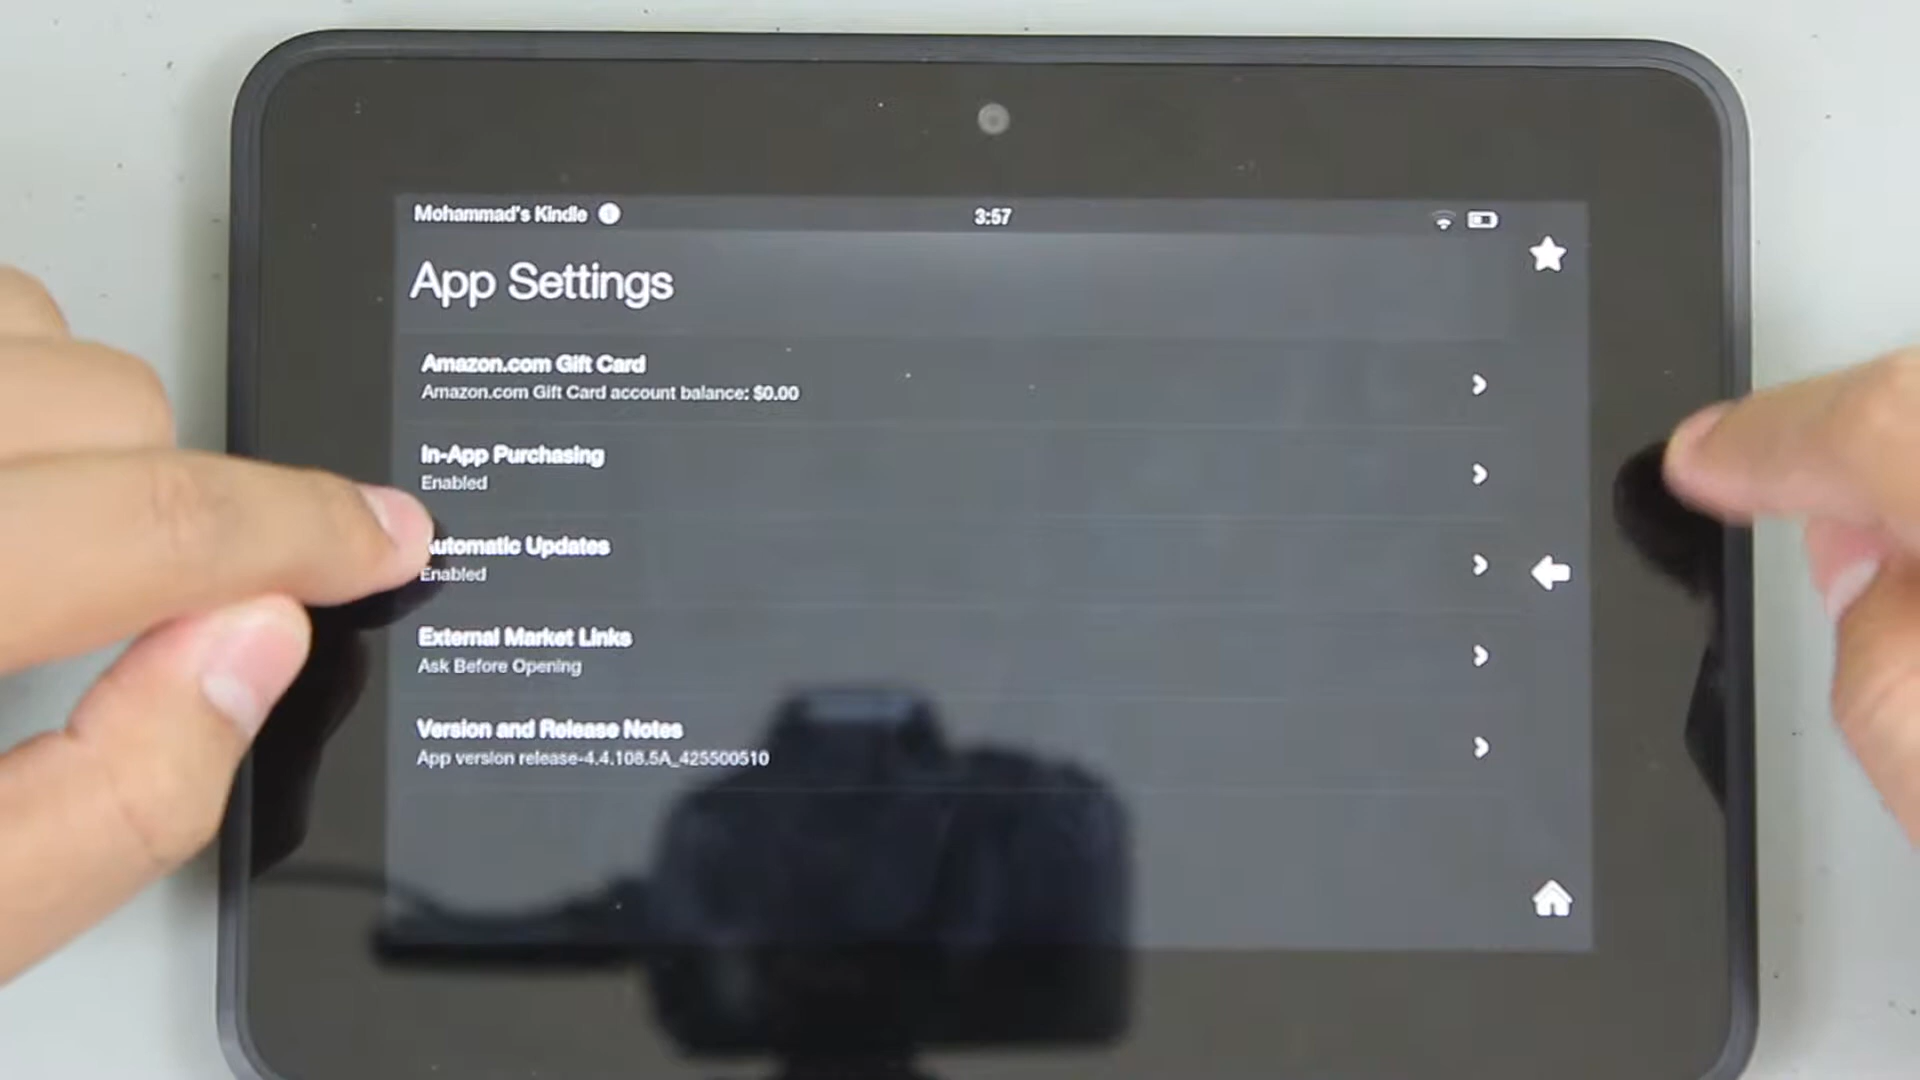 Mohammad's Kindle 1 3:57
App Settings
Amazon.com Gift Card
Amazon.com Gift Card account balance: $0.00
In-App Purchasing
Enabled
Automatic Updates
Enabled
External Market Links
Ask Before Opening
Version and Release Notes
App version release-4.4.108.5A_425500510